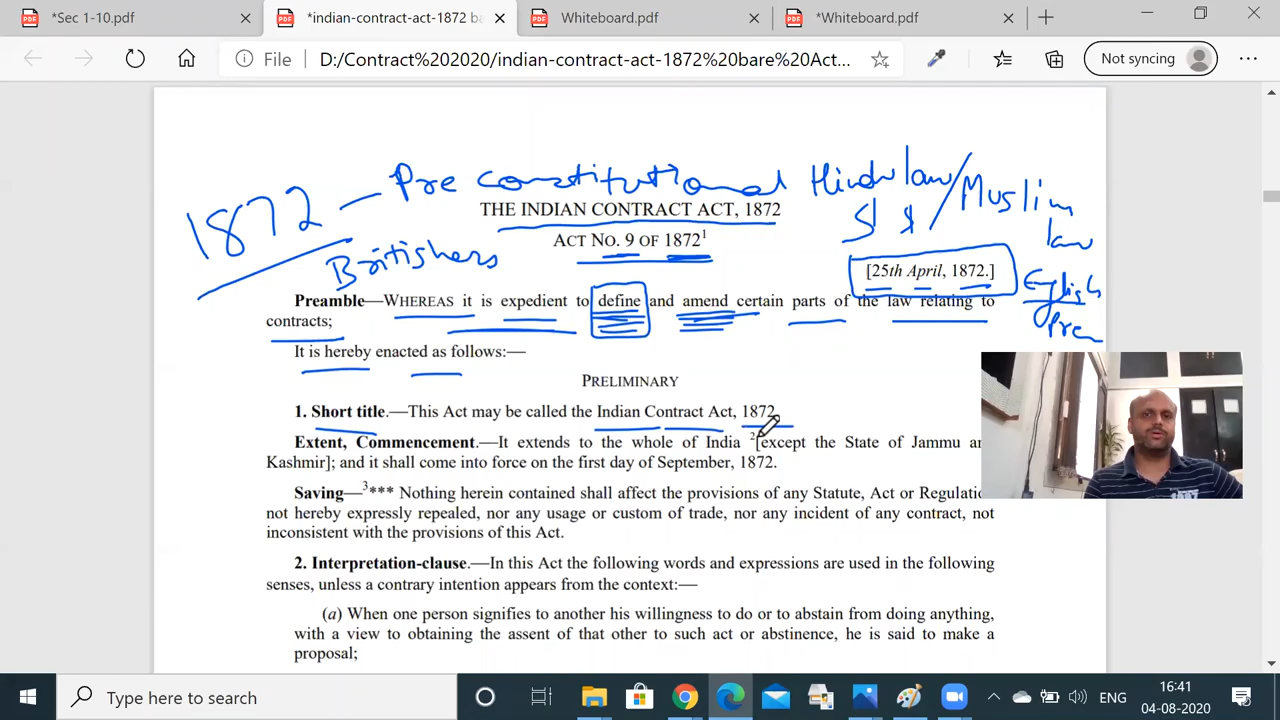 *Sec 1-10.pdf
*indian-contract-act-1872 ba
Whiteboard.pdf
*Whiteboard.pdf
File
D:/Contract%202020/indian-contract-act-1872%20bare%20Act...
Not syncing
1872 - Pre constitutional Hindu law/Muslim law
Britishers
English
THE INDIAN CONTRACT ACT, 1872
ACT NO. 9 OF 1872¹
[25th April, 1872.]
Preamble—WHEREAS it is expedient to define and amend certain parts of the law relating to
contracts;
It is hereby enacted as follows:—
PRELIMINARY
1. Short title.—This Act may be called the Indian Contract Act, 1872.
Extent, Commencement.—It extends to the whole of India ²[except the State of Jammu an
Kashmir]; and it shall come into force on the first day of September, 1872.
Saving—³*** Nothing herein contained shall affect the provisions of any Statute, Act or Regulatio
not hereby expressly repealed, nor any usage or custom of trade, nor any incident of any contract, not
inconsistent with the provisions of this Act.
2. Interpretation-clause.—In this Act the following words and expressions are used in the following
senses, unless a contrary intention appears from the context:—
(a) When one person signifies to another his willingness to do or to abstain from doing anything,
with a view to obtaining the assent of that other to such act or abstinence, he is said to make a
proposal;
Type here to search
ENG
16:41
04-08-2020